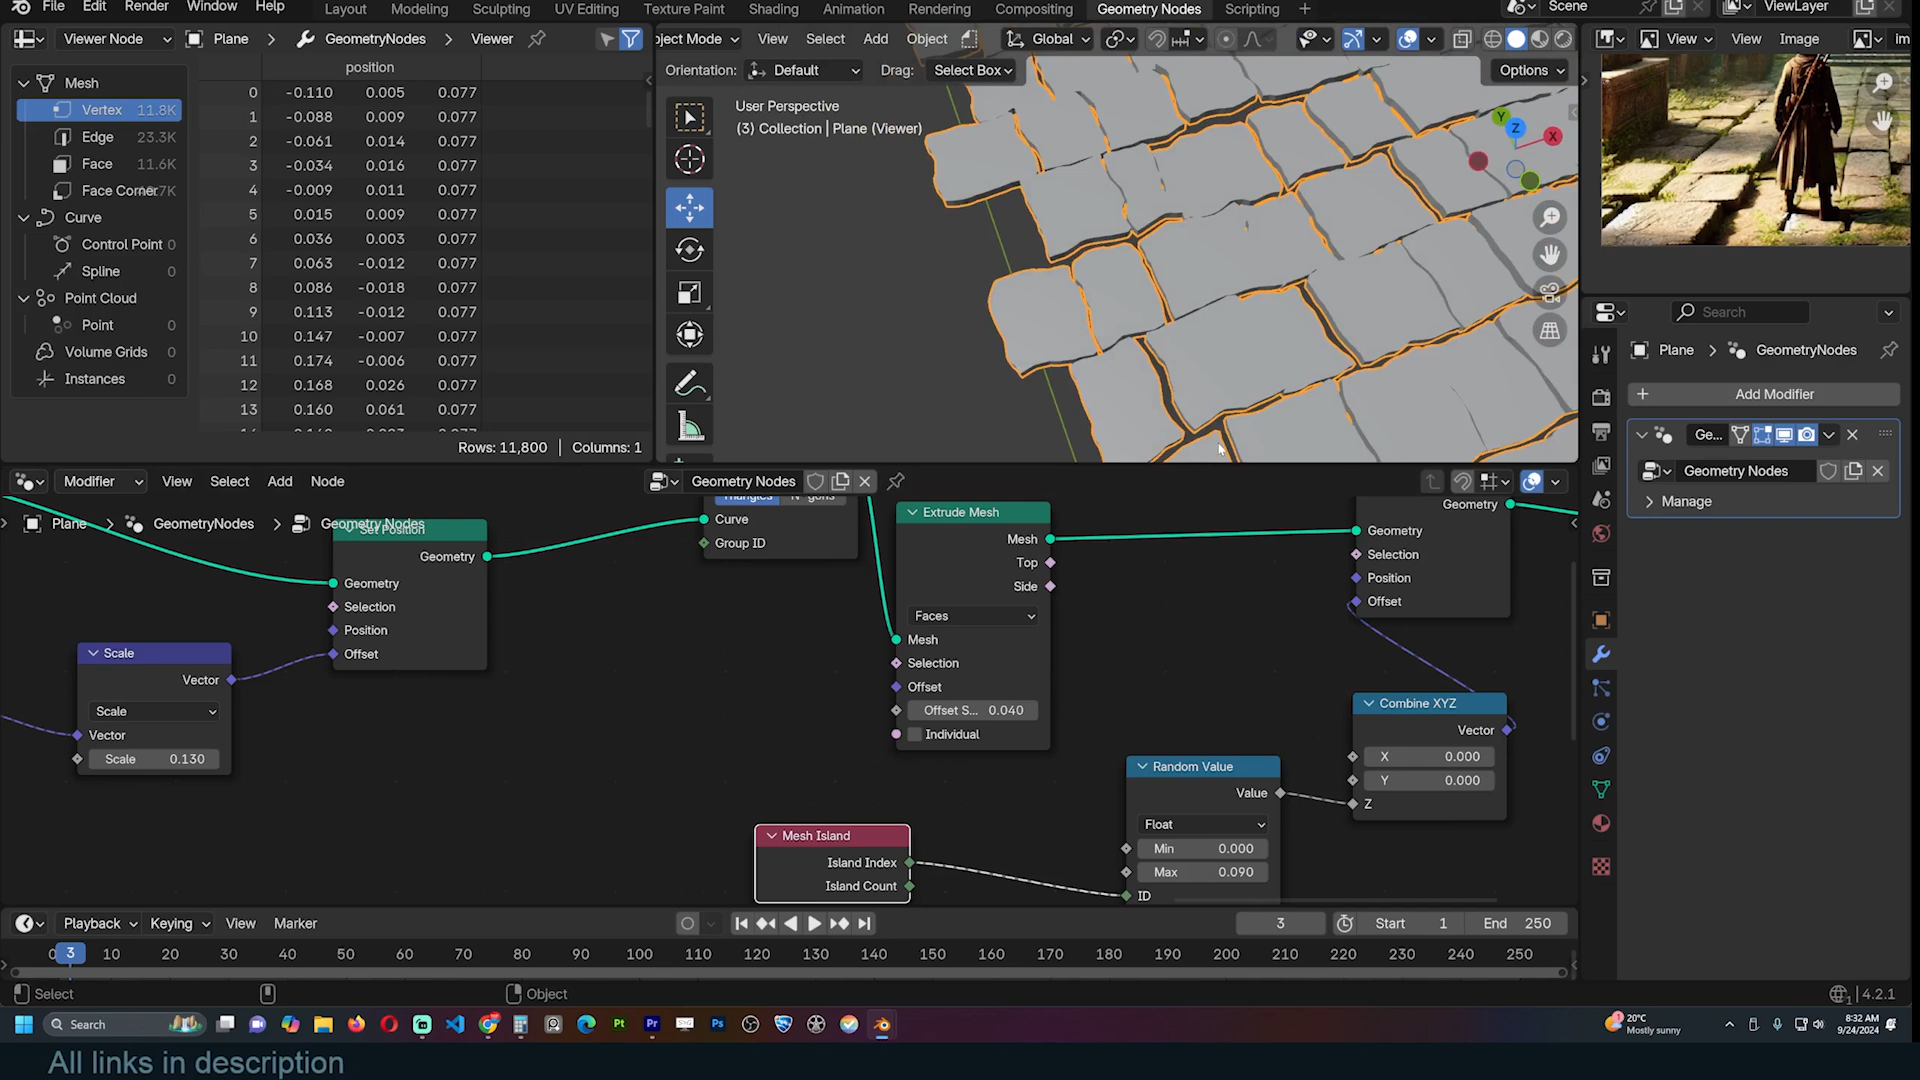 File Edit Render Window Help Layout Modeling Sculpting UV Editing Texture Paint Shading Animation Rendering Compositing Geometry Nodes Scripting + Scene ViewLayer
Viewer Node Plane GeometryNodes Viewer
ject Mode View Select Add Object Global
View View Image
Orientation: Default Drag: Select Box Options
position
Mesh
Vertex 11.8K
Edge 23.3K
Face 11.6K
Face Corner
Curve
Control Point 0
Spline 0
Point Cloud
Point 0
Volume Grids 0
Instances 0
0 -0.110 0.005 0.077
1 -0.088 0.009 0.077
2 -0.061 0.014 0.077
3 -0.034 0.016 0.077
4 -0.009 0.011 0.077
5 0.015 0.009 0.077
6 0.036 0.003 0.077
7 0.063 -0.012 0.077
8 0.086 -0.018 0.077
9 0.113 -0.012 0.077
10 0.147 -0.007 0.077
11 0.174 -0.006 0.077
12 0.168 0.026 0.077
13 0.160 0.061 0.077
Rows: 11,800 Columns: 1
User Perspective
(3) Collection | Plane (Viewer)
Y
Z
X
Search
Plane GeometryNodes
Add Modifier
Ge...
Geometry Nodes
Manage
Modifier View Select Add Node Geometry Nodes
Plane GeometryNodes Geometry Nodes
Set Position
Geometry
Geometry
Selection
Position
Offset
Scale
Vector
Scale
Vector
Scale 0.130
Triangles N-gons
Curve
Group ID
Extrude Mesh
Mesh
Top
Side
Faces
Mesh
Selection
Offset
Offset S... 0.040
Individual
Geometry
Geometry
Selection
Position
Offset
Combine XYZ
Vector
X 0.000
Y 0.000
Z
Random Value
Value
Float
Min 0.000
Max 0.090
ID
Mesh Island
Island Index
Island Count
Playback Keying View Marker 3 Start 1 End 250
0 3 10 20 30 40 50 60 70 80 90 100 110 120 130 140 150 160 170 180 190 200 210 220 230 240 250
Select Object 4.2.1
Search Pt Pr Ps
20°C
Mostly sunny
8:32 AM
9/24/2024
All links in description